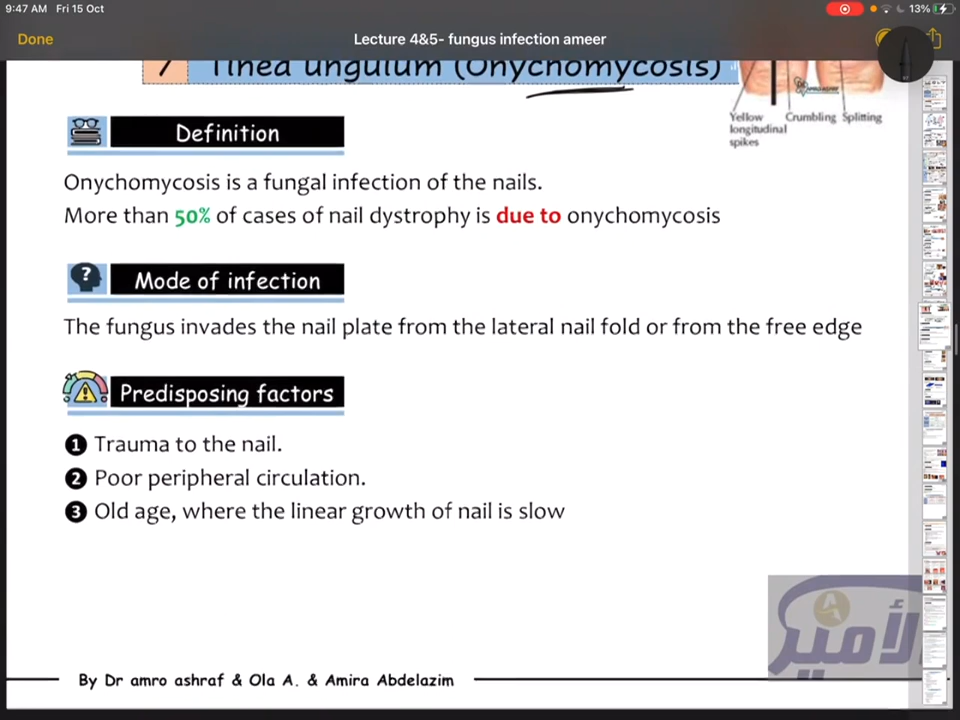 9:47 AM Fri 15 Oct
13%
Done
Lecture 4&5- fungus infection ameer
7 Tinea unguium (Onychomycosis)
Yellow longitudinal spikes
Crumbling
Splitting
Definition
Onychomycosis is a fungal infection of the nails.
More than 50% of cases of nail dystrophy is due to onychomycosis
Mode of infection
The fungus invades the nail plate from the lateral nail fold or from the free edge
Predisposing factors
1 Trauma to the nail.
2 Poor peripheral circulation.
3 Old age, where the linear growth of nail is slow
الأمير
By Dr amro ashraf & Ola A. & Amira Abdelazim